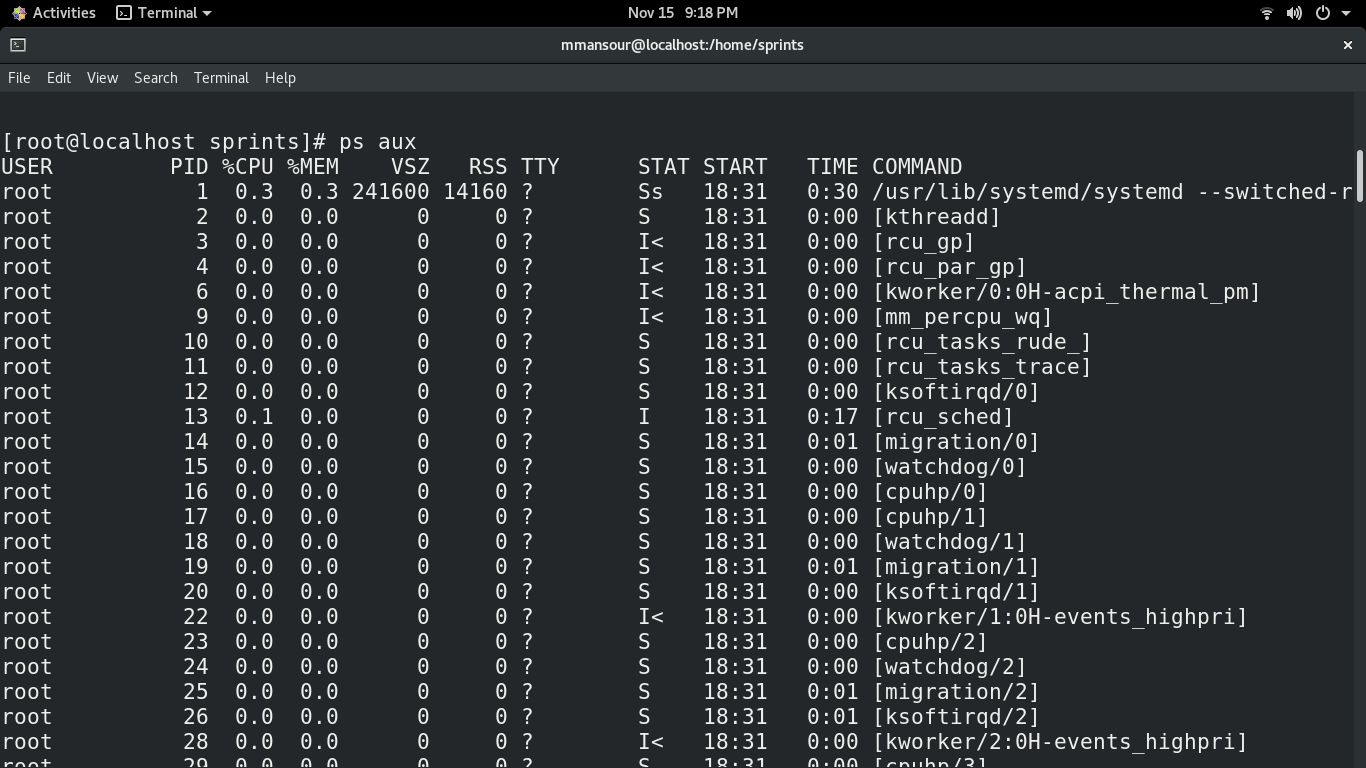 Activities Terminal Nov 15 9:18 PM
mmansour@localhost:/home/sprints ×
File Edit View Search Terminal Help
[root@localhost sprints]# ps aux
USER         PID %CPU %MEM    VSZ   RSS TTY      STAT START   TIME COMMAND
root           1  0.3  0.3 241600 14160 ?        Ss   18:31   0:30 /usr/lib/systemd/systemd --switched-r
root           2  0.0  0.0      0     0 ?        S    18:31   0:00 [kthreadd]
root           3  0.0  0.0      0     0 ?        I<   18:31   0:00 [rcu_gp]
root           4  0.0  0.0      0     0 ?        I<   18:31   0:00 [rcu_par_gp]
root           6  0.0  0.0      0     0 ?        I<   18:31   0:00 [kworker/0:0H-acpi_thermal_pm]
root           9  0.0  0.0      0     0 ?        I<   18:31   0:00 [mm_percpu_wq]
root          10  0.0  0.0      0     0 ?        S    18:31   0:00 [rcu_tasks_rude_]
root          11  0.0  0.0      0     0 ?        S    18:31   0:00 [rcu_tasks_trace]
root          12  0.0  0.0      0     0 ?        S    18:31   0:00 [ksoftirqd/0]
root          13  0.1  0.0      0     0 ?        I    18:31   0:17 [rcu_sched]
root          14  0.0  0.0      0     0 ?        S    18:31   0:01 [migration/0]
root          15  0.0  0.0      0     0 ?        S    18:31   0:00 [watchdog/0]
root          16  0.0  0.0      0     0 ?        S    18:31   0:00 [cpuhp/0]
root          17  0.0  0.0      0     0 ?        S    18:31   0:00 [cpuhp/1]
root          18  0.0  0.0      0     0 ?        S    18:31   0:00 [watchdog/1]
root          19  0.0  0.0      0     0 ?        S    18:31   0:01 [migration/1]
root          20  0.0  0.0      0     0 ?        S    18:31   0:00 [ksoftirqd/1]
root          22  0.0  0.0      0     0 ?        I<   18:31   0:00 [kworker/1:0H-events_highpri]
root          23  0.0  0.0      0     0 ?        S    18:31   0:00 [cpuhp/2]
root          24  0.0  0.0      0     0 ?        S    18:31   0:00 [watchdog/2]
root          25  0.0  0.0      0     0 ?        S    18:31   0:01 [migration/2]
root          26  0.0  0.0      0     0 ?        S    18:31   0:01 [ksoftirqd/2]
root          28  0.0  0.0      0     0 ?        I<   18:31   0:00 [kworker/2:0H-events_highpri]
root          29  0.0  0.0      0     0 ?        S    18:31   0:00 [cpuhp/3]